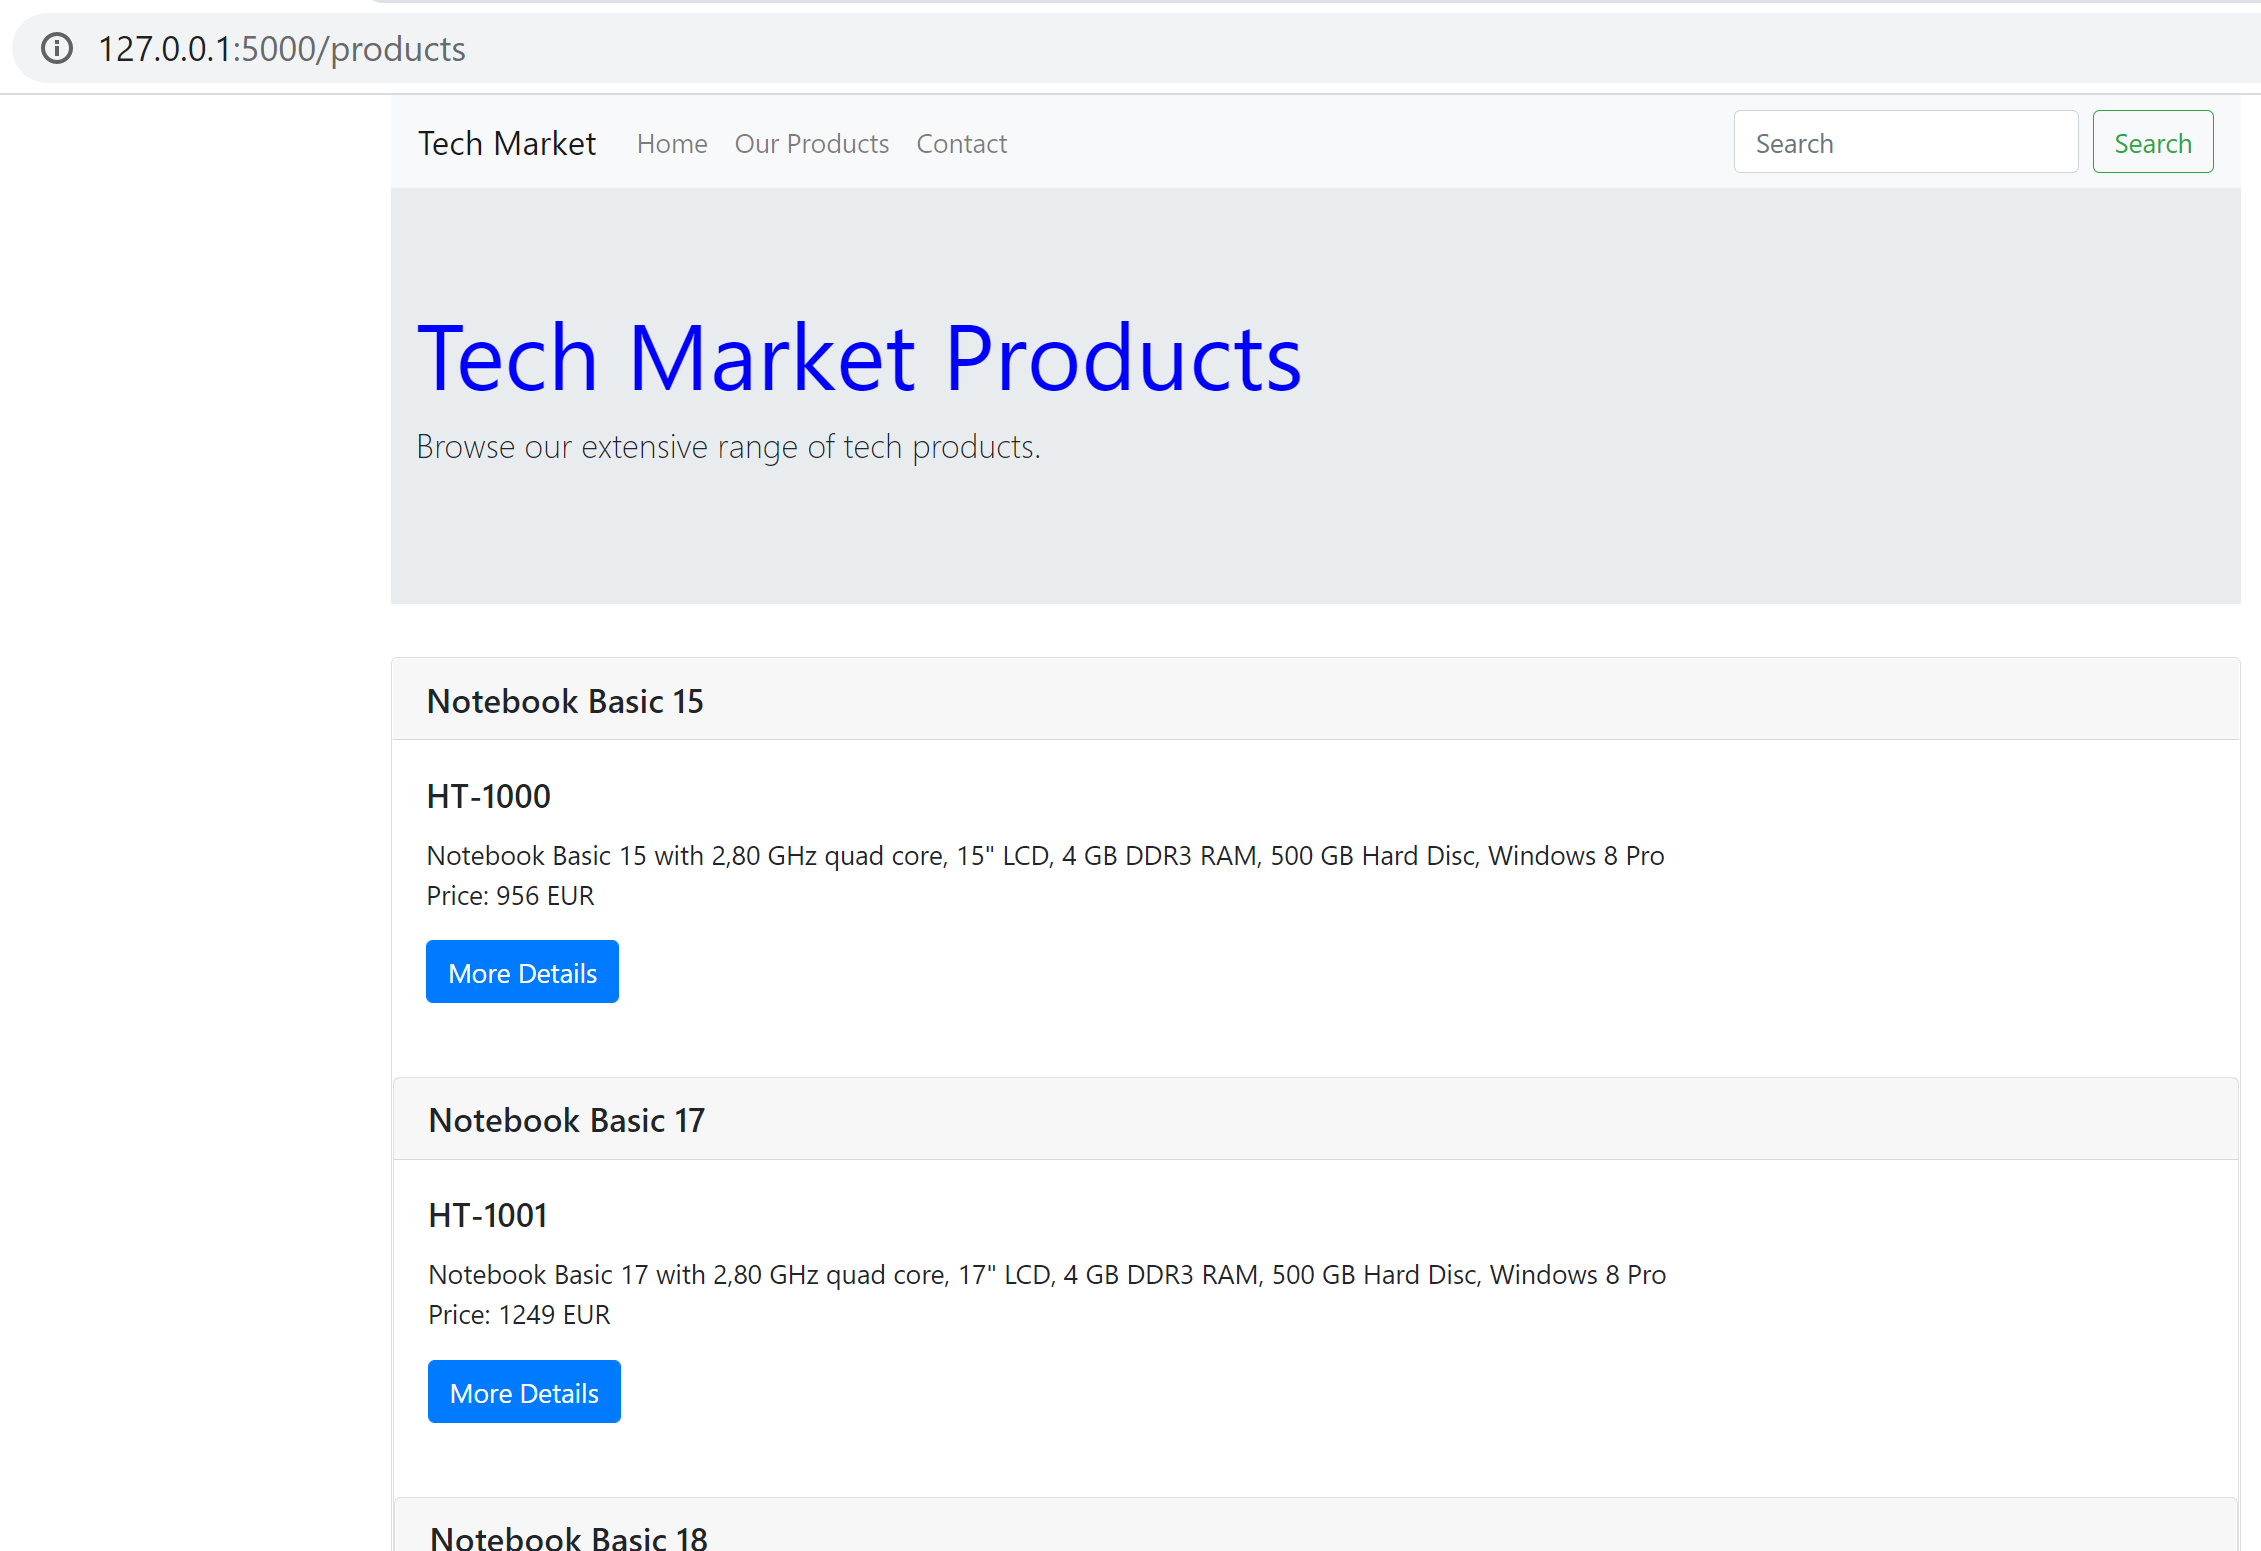 127.0.0.1:5000/products
Tech Market Home Our Products Contact Search Search
Tech Market Products
Browse our extensive range of tech products.
Notebook Basic 15
HT-1000
Notebook Basic 15 with 2,80 GHz quad core, 15" LCD, 4 GB DDR3 RAM, 500 GB Hard Disc, Windows 8 Pro
Price: 956 EUR
More Details
Notebook Basic 17
HT-1001
Notebook Basic 17 with 2,80 GHz quad core, 17" LCD, 4 GB DDR3 RAM, 500 GB Hard Disc, Windows 8 Pro
Price: 1249 EUR
More Details
Notebook Basic 18